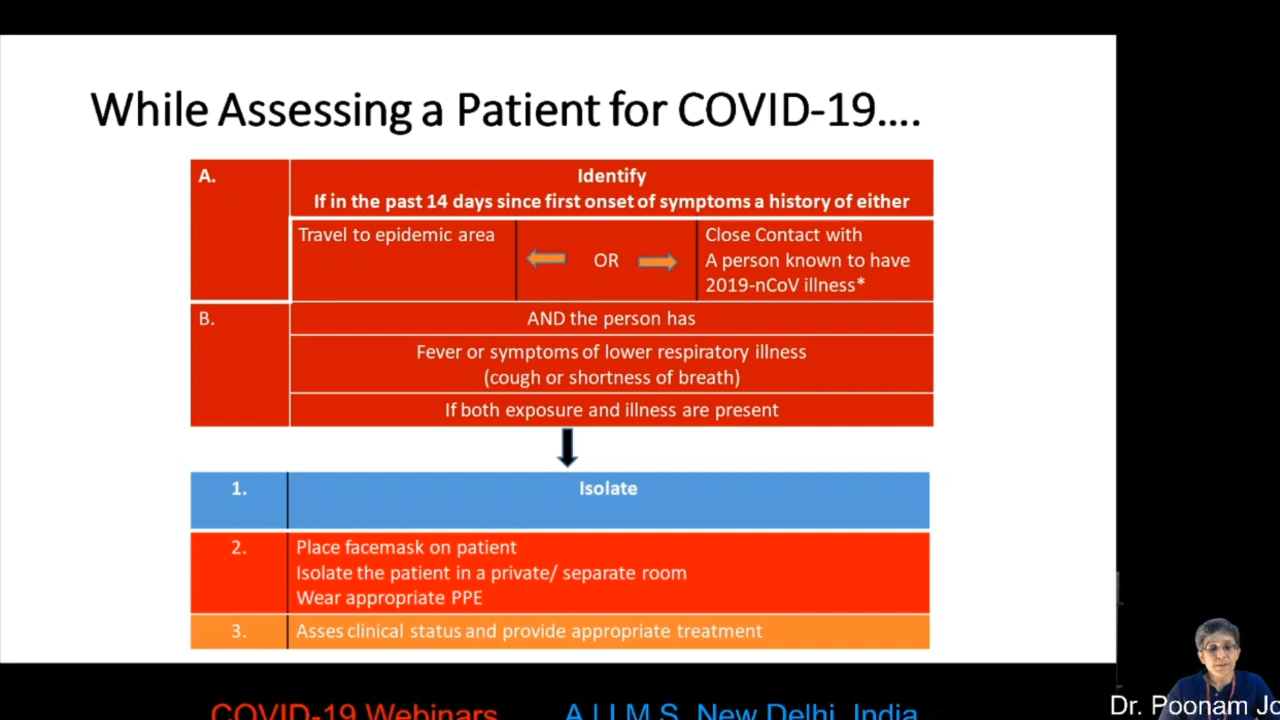 While Assessing a Patient for COVID-19....
A.
Identify
If in the past 14 days since first onset of symptoms a history of either
Travel to epidemic area
OR
Close Contact with
A person known to have
2019-nCoV illness*
B.
AND the person has
Fever or symptoms of lower respiratory illness
(cough or shortness of breath)
If both exposure and illness are present
1.
Isolate
2.
Place facemask on patient
Isolate the patient in a private/ separate room
Wear appropriate PPE
3.
Asses clinical status and provide appropriate treatment
Dr. Poonam Jo
COVID-19 Webinars
A.I.I.M.S, New Delhi, India